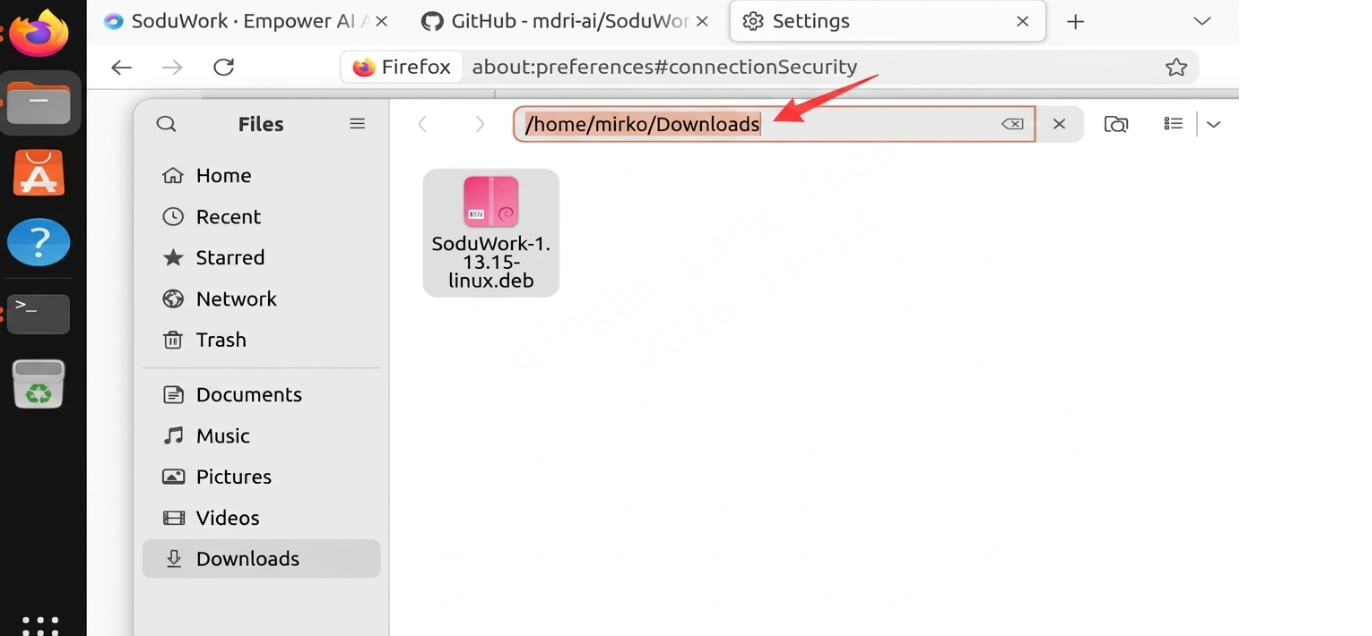 SoduWork · Empower AI
GitHub - mdri-ai/SoduWor
Settings
Firefox
about:preferences#connectionSecurity
Files
/home/mirko/Downloads
Home
Recent
Starred
Network
Trash
Documents
Music
Pictures
Videos
Downloads
SoduWork-1.
13.15-
linux.deb